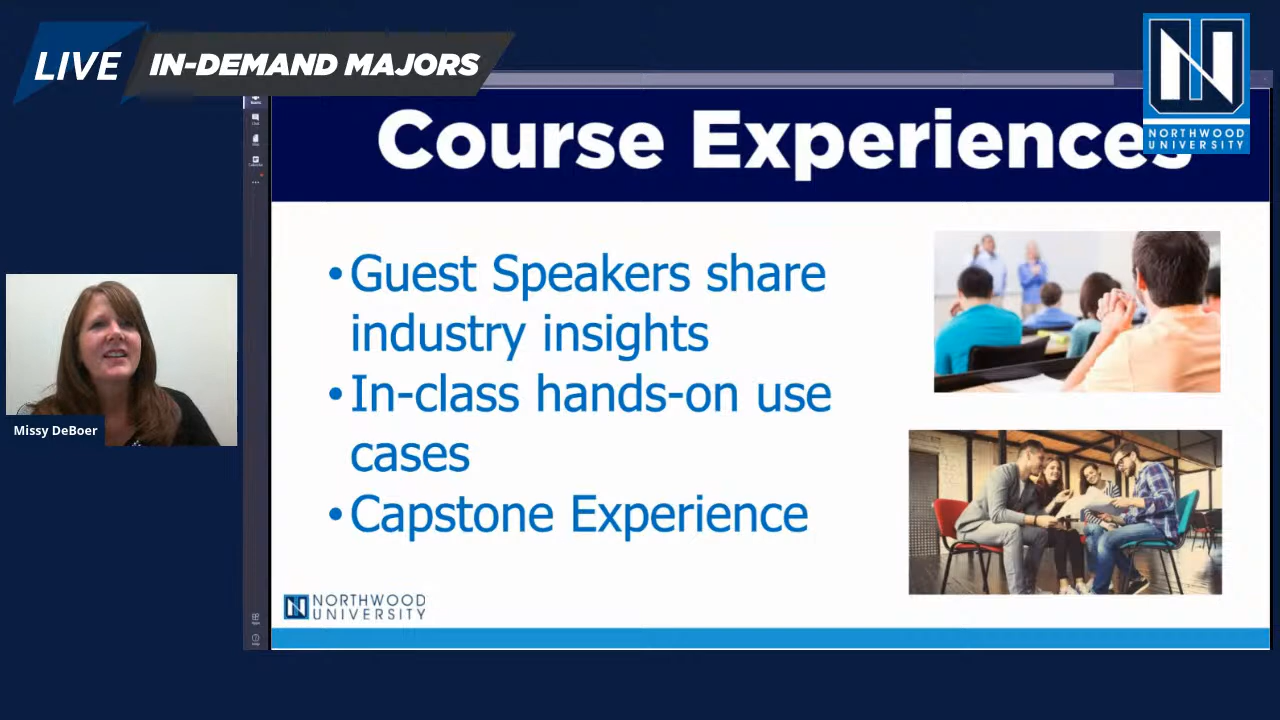 LIVE IN-DEMAND MAJORS
NORTHWOOD
UNIVERSITY
Course Experiences
•Guest Speakers share
industry insights
•In-class hands-on use
cases
•Capstone Experience
Missy DeBoer
NORTHWOOD
UNIVERSITY